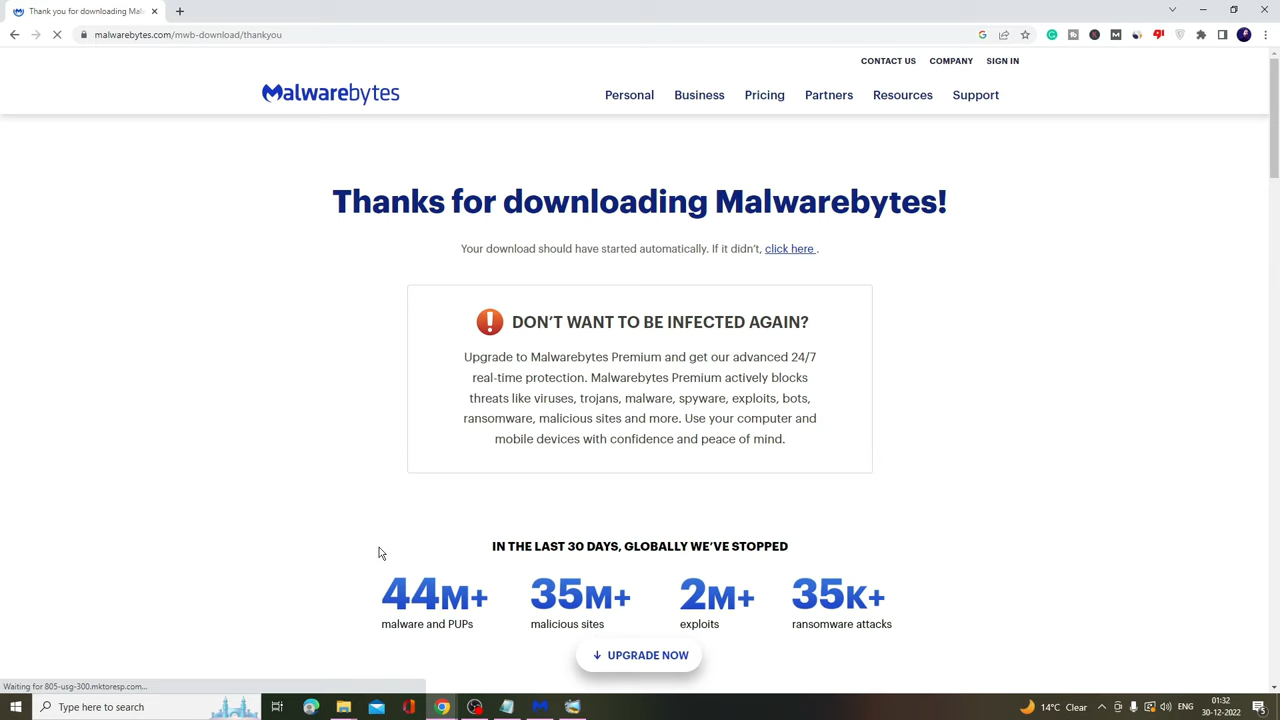 Thank you for downloading Mal
malwarebytes.com/mwb-download/thankyou
CONTACT US COMPANY SIGN IN
Malwarebytes
Personal Business Pricing Partners Resources Support
Thanks for downloading Malwarebytes!
Your download should have started automatically. If it didn't, click here .
DON'T WANT TO BE INFECTED AGAIN?
Upgrade to Malwarebytes Premium and get our advanced 24/7
real-time protection. Malwarebytes Premium actively blocks
threats like viruses, trojans, malware, spyware, exploits, bots,
ransomware, malicious sites and more. Use your computer and
mobile devices with confidence and peace of mind.
IN THE LAST 30 DAYS, GLOBALLY WE'VE STOPPED
44M+ 35M+ 2M+ 35K+
malware and PUPs malicious sites exploits ransomware attacks
UPGRADE NOW
Waiting for 805-usg-300.mktoresp.com...
Type here to search
14°C Clear
ENG
01:32
30-12-2022